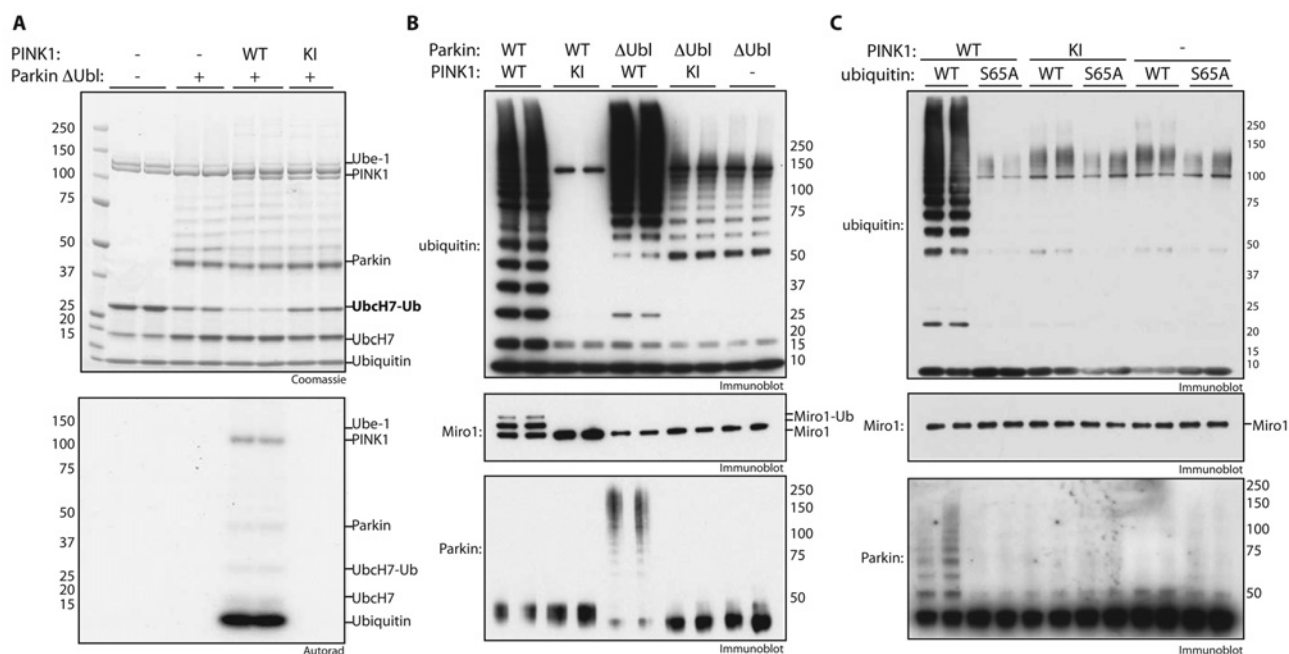 A
PINK1: - - WT KI
Parkin ΔUbl: - + + +
250
150
100
75
50
37
25
20
15
Ube-1
PINK1
Parkin
UbcH7-Ub
UbcH7
Ubiquitin
Coomassie
150
100
75
50
37
25
20
15
Ube-1
PINK1
Parkin
UbcH7-Ub
UbcH7
Ubiquitin
Autorad
B
Parkin: WT WT ΔUbl ΔUbl ΔUbl
PINK1: WT KI WT KI -
ubiquitin:
250
150
100
75
50
37
25
20
15
10
Immunoblot
Miro1:
Miro1-Ub
Miro1
Immunoblot
Parkin:
250
150
100
75
50
Immunoblot
C
PINK1: WT KI -
ubiquitin: WT S65A WT S65A WT S65A
ubiquitin:
250
150
100
75
50
37
25
20
15
10
Immunoblot
Miro1:
Miro1
Immunoblot
Parkin:
250
150
100
75
50
Immunoblot